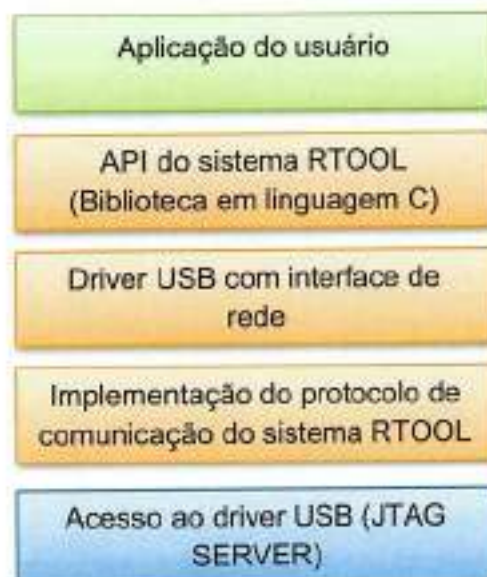 Aplicação do usuário
API do sistema RTOOL
(Biblioteca em linguagem C)
Driver USB com interface de
rede
Implementação do protocolo de
comunicação do sistema RTOOL
Acesso ao driver USB (JTAG
SERVER)